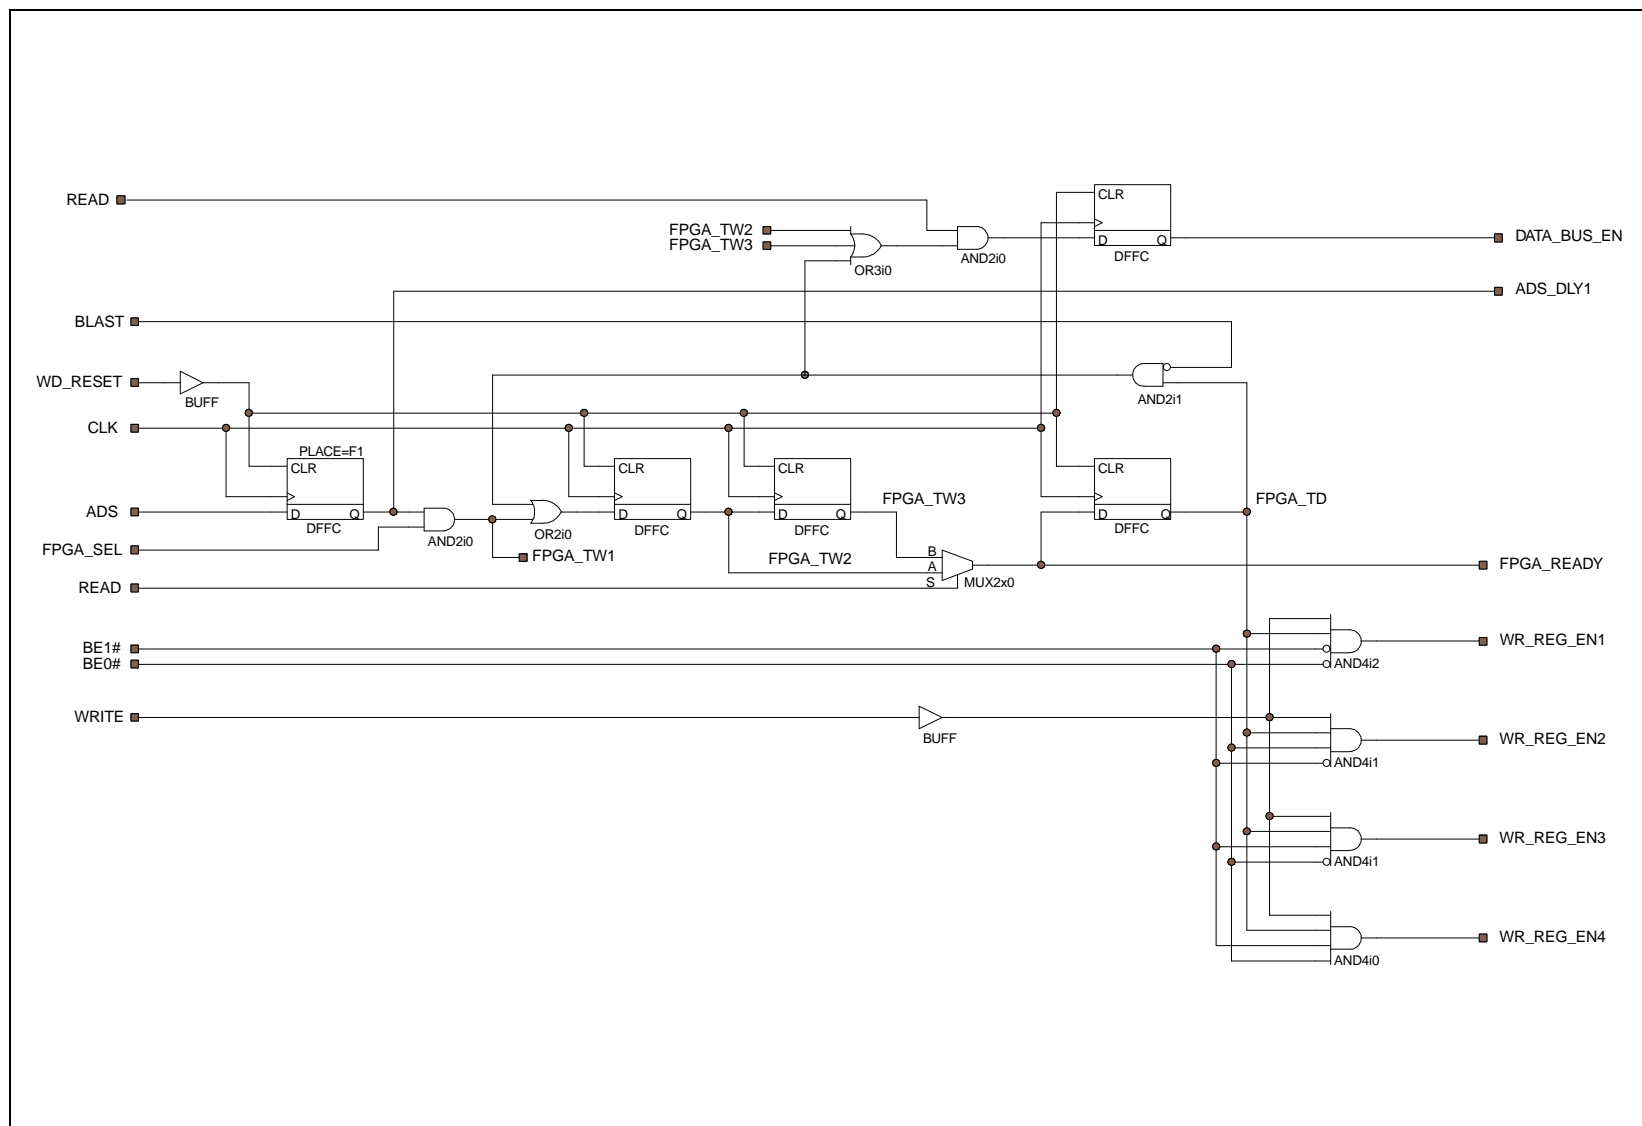 CLR
READ
FPGA_TW2
FPGA_TW3
D Q
DATA_BUS_EN
AND2i0
DFFC
OR3i0
ADS_DLY1
BLAST
WD_RESET
BUFF
AND2i1
CLK
PLACE=F1
CLR
CLR
CLR
CLR
FPGA_TW3
FPGA_TD
ADS
D Q
D Q
D Q
D Q
DFFC
OR2i0
DFFC
DFFC
DFFC
AND2i0
FPGA_SEL
FPGA_TW1
FPGA_TW2
B
A
S
MUX2x0
FPGA_READY
READ
BE1#
BE0#
WR_REG_EN1
AND4i2
WRITE
BUFF
WR_REG_EN2
AND4i1
WR_REG_EN3
AND4i1
WR_REG_EN4
AND4i0